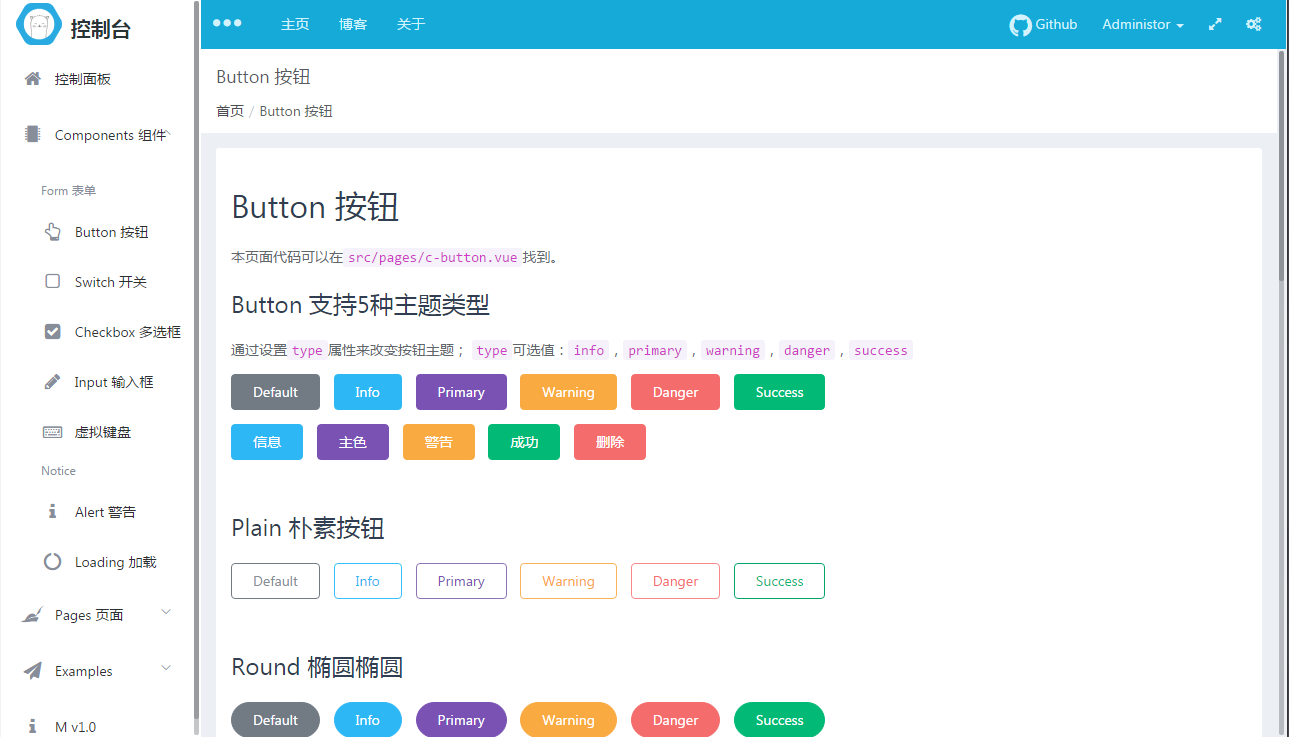 控制台
主页 博客 关于 Github Administor
控制面板
Components 组件
Form 表单
Button 按钮
Switch 开关
Checkbox 多选框
Input 输入框
虚拟键盘
Notice
Alert 警告
Loading 加载
Pages 页面
Examples
M v1.0
Button 按钮
首页 / Button 按钮
Button 按钮
本页面代码可以在 src/pages/c-button.vue 找到。
Button 支持5种主题类型
通过设置 type 属性来改变按钮主题； type 可选值： info , primary , warning , danger , success
Default Info Primary Warning Danger Success
信息 主色 警告 成功 删除
Plain 朴素按钮
Default Info Primary Warning Danger Success
Round 椭圆椭圆
Default Info Primary Warning Danger Success